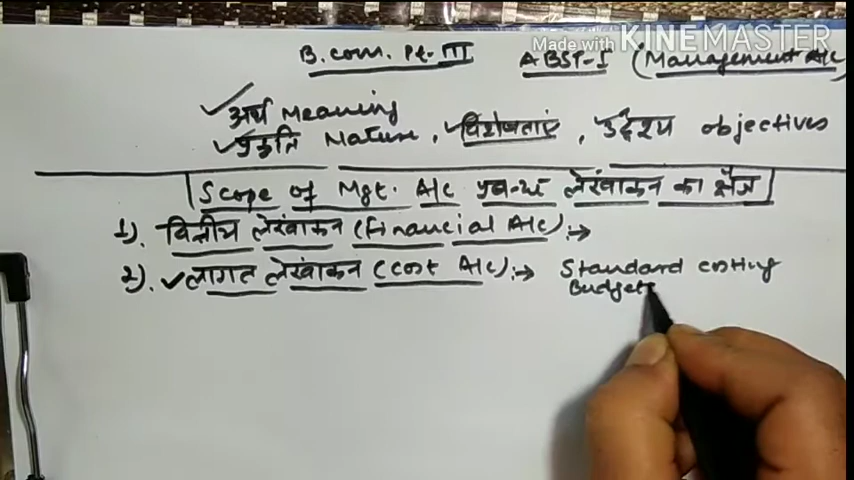 Made with KINEMASTER
B.com. Pt-III ABST-I (Management A/c
अर्थ Meaning
प्रकृति Nature, विशेषताएं, उद्देश्य objectives
Scope of Mgt. A/c प्रबन्ध लेखांकन का क्षेत्र
1). वित्तीय लेखांकन (Financial A/c) :→
2). लागत लेखांकन (cost A/c) :→ Standard costing
Budget